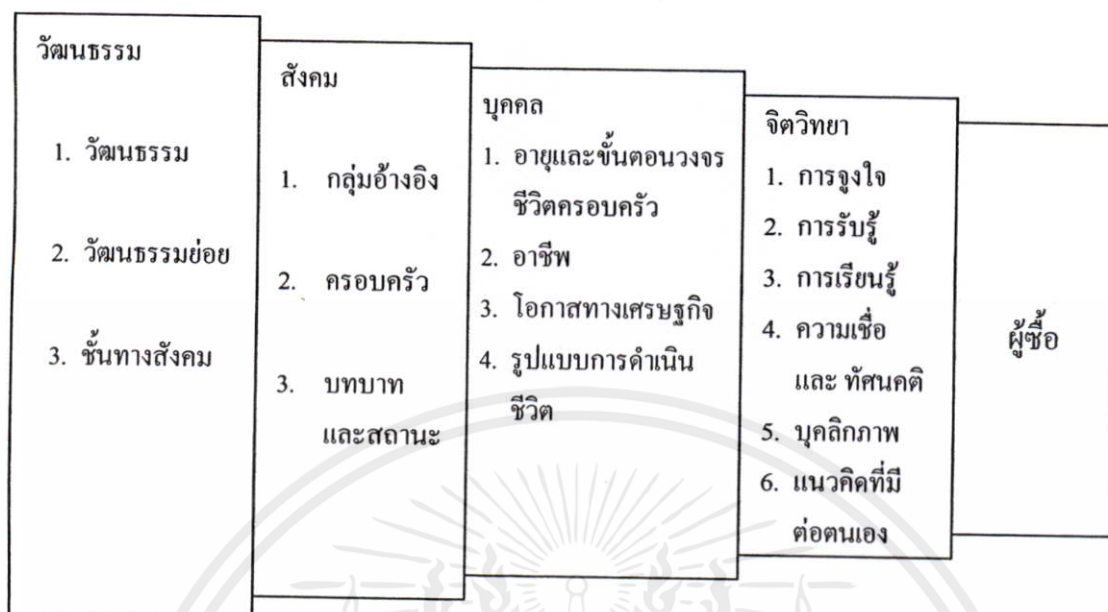 วัฒนธรรม
1. วัฒนธรรม
2. วัฒนธรรมย่อย
3. ชั้นทางสังคม
สังคม
1. กลุ่มอ้างอิง
2. ครอบครัว
3. บทบาท
และสถานะ
บุคคล
1. อายุและขั้นตอนวงจร
ชีวิตครอบครัว
2. อาชีพ
3. โอกาสทางเศรษฐกิจ
4. รูปแบบการดำเนิน
ชีวิต
จิตวิทยา
1. การจูงใจ
2. การรับรู้
3. การเรียนรู้
4. ความเชื่อ
และ ทัศนคติ
5. บุคลิกภาพ
6. แนวคิดที่มี
ต่อตนเอง
ผู้ซื้อ